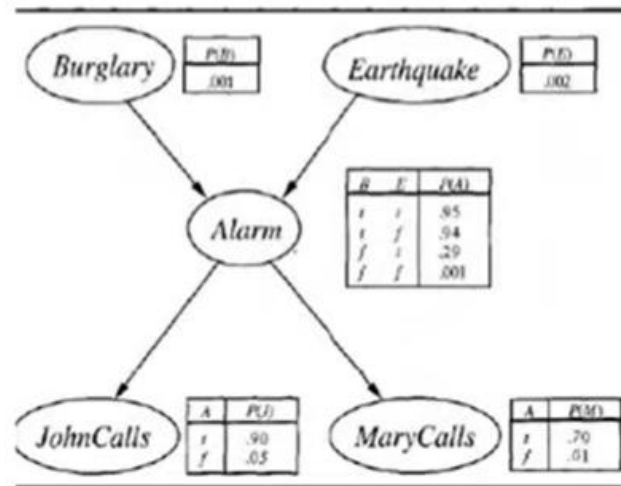 Burglary
P(B)
.001
Earthquake
P(E)
.002
Alarm
B E P(A)
t t .95
t f .94
f t .29
f f .001
JohnCalls
A P(J)
t .90
f .05
MaryCalls
A P(M)
t .70
f .01